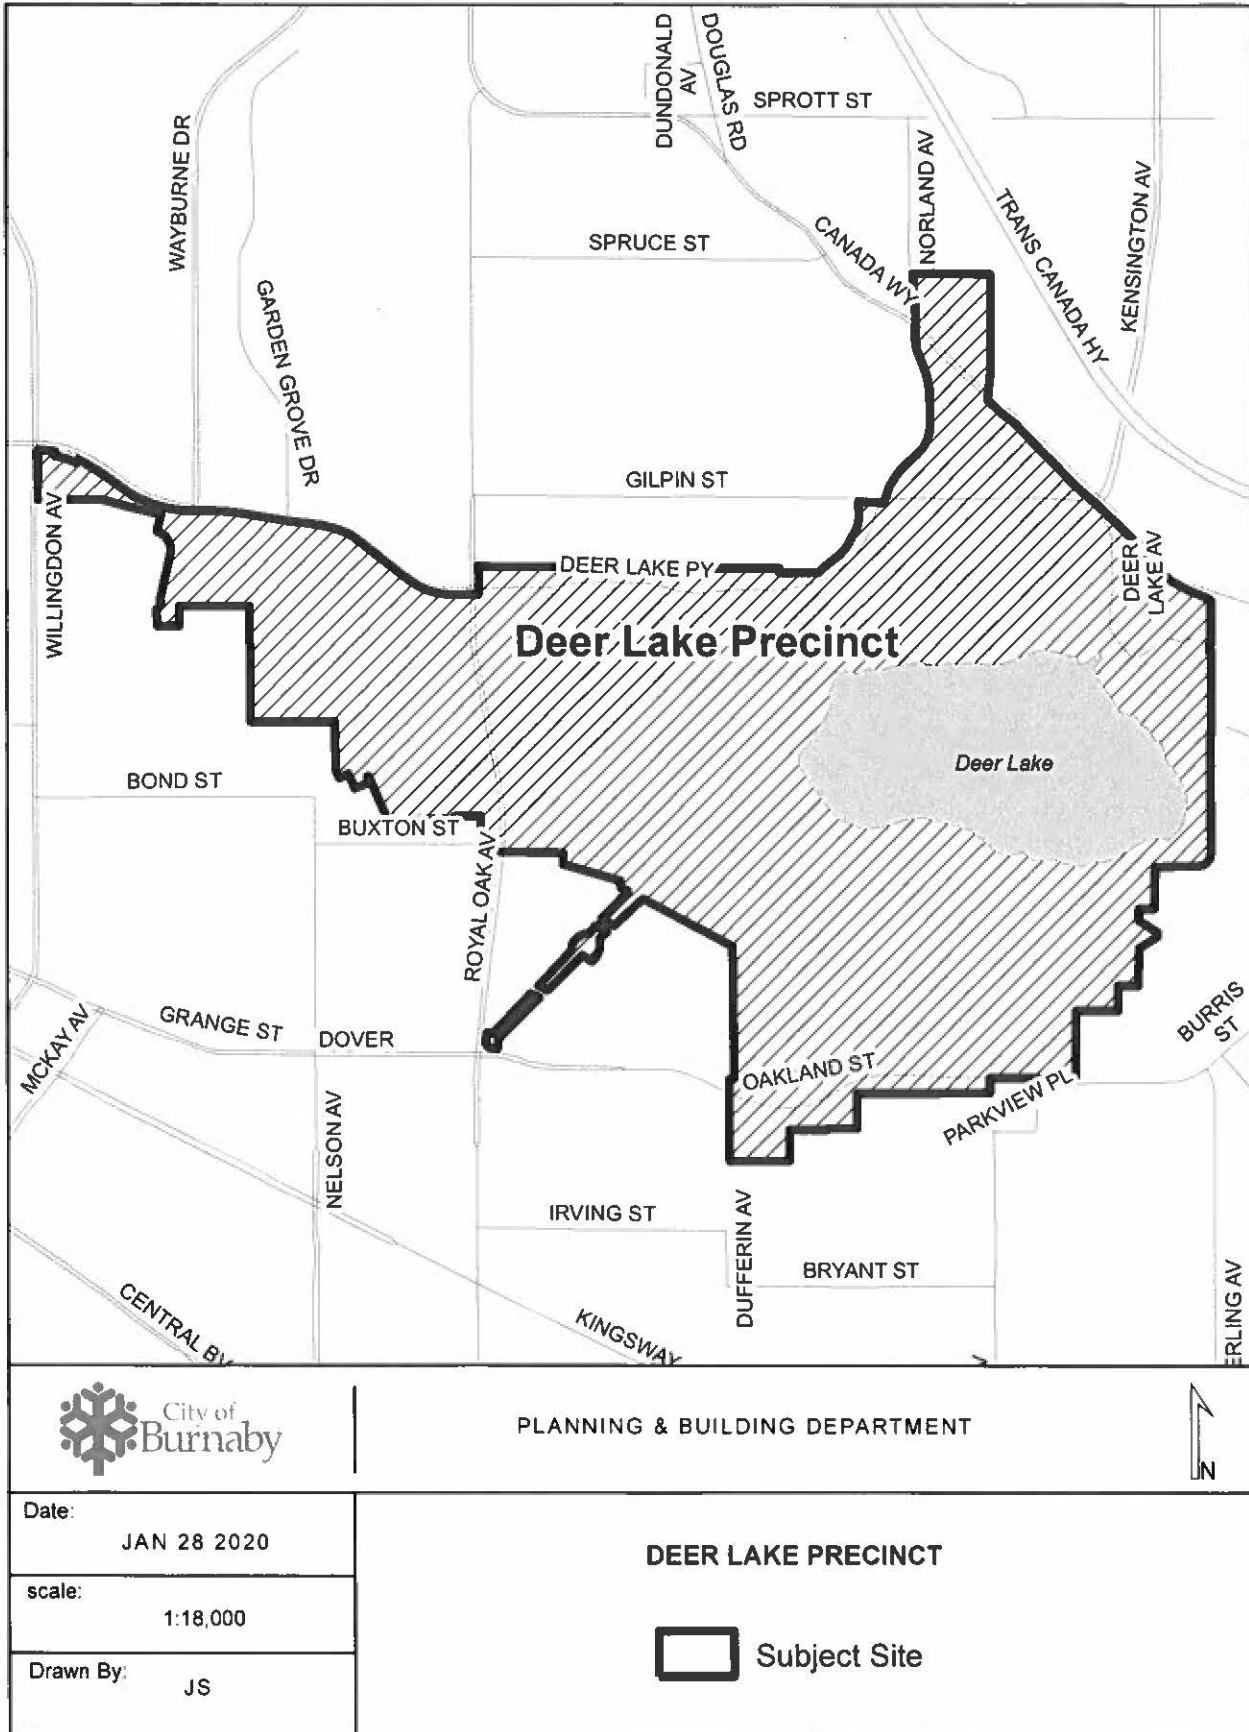 DUNDONALD
AV
DOUGLAS RD
SPROTT ST
WAYBURNE DR
NORLAND AV
TRANS CANADA HY
KENSINGTON AV
SPRUCE ST
CANADA WY
GARDEN GROVE DR
GILPIN ST
WILLINGDON AV
DEER LAKE PY
DEER
LAKE AV
Deer Lake Precinct
Deer Lake
BOND ST
BUXTON ST
ROYAL OAK AV
MCKAY AV
GRANGE ST
DOVER
OAKLAND ST
BURRIS
ST
PARKVIEW PL
NELSON AV
IRVING ST
DUFFERIN AV
BRYANT ST
CENTRAL BV
KINGSWAY
ERLING AV
City of
Burnaby
PLANNING & BUILDING DEPARTMENT
N
Date:
JAN 28 2020
DEER LAKE PRECINCT
scale:
1:18,000
Subject Site
Drawn By:
JS